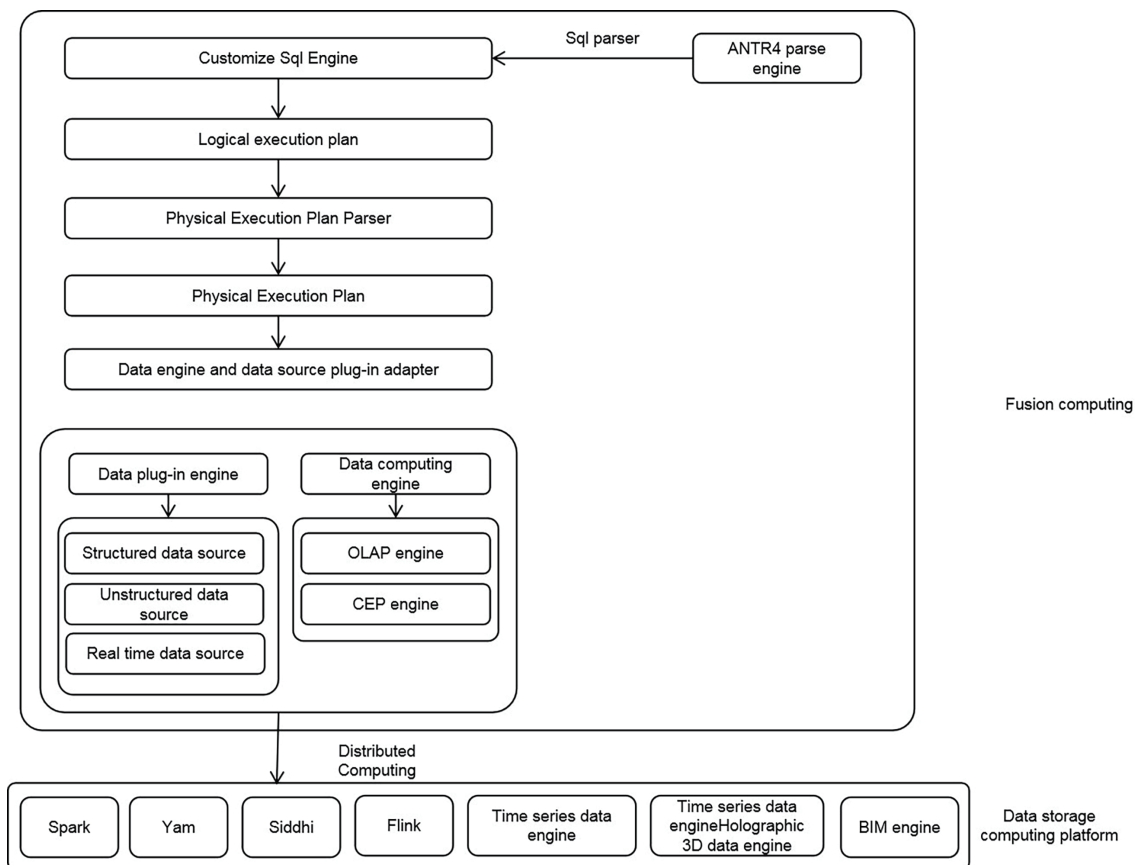 Sql parser
Customize Sql Engine
ANTR4 parse
engine
Logical execution plan
Physical Execution Plan Parser
Physical Execution Plan
Data engine and data source plug-in adapter
Fusion computing
Data plug-in engine
Data computing
engine
Structured data source
OLAP engine
Unstructured data
source
CEP engine
Real time data source
Distributed
Computing
Spark
Yam
Siddhi
Flink
Time series data
engine
Time series data
engineHolographic
3D data engine
BIM engine
Data storage
computing platform